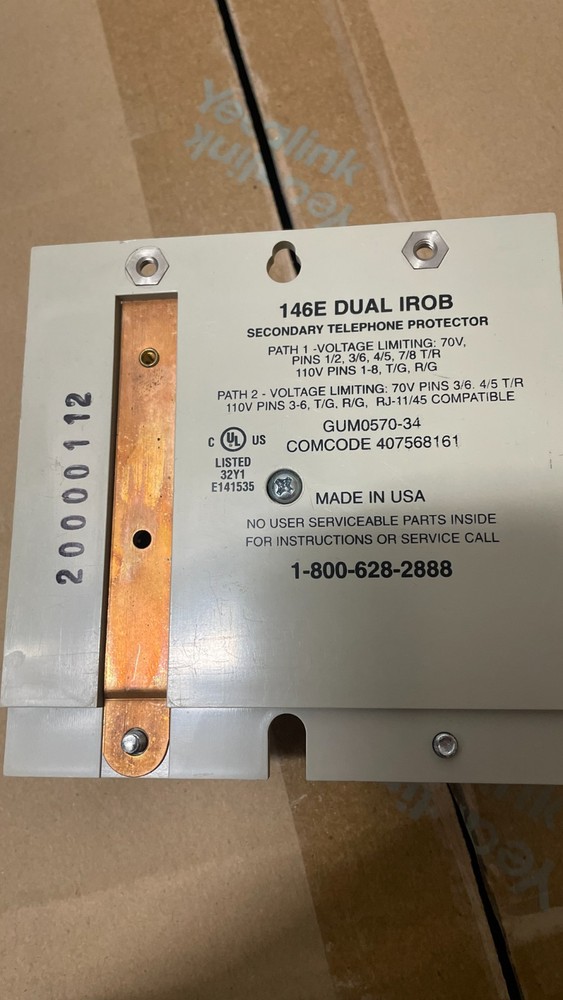 Yealink
Yealink
146E DUAL IROB
SECONDARY TELEPHONE PROTECTOR
PATH 1 -VOLTAGE LIMITING: 70V,
PINS 1/2, 3/6, 4/5, 7/8 T/R
110V PINS 1-8, T/G, R/G
PATH 2 - VOLTAGE LIMITING: 70V PINS 3/6. 4/5 T/R
110V PINS 3-6, T/G, R/G, RJ-11/45 COMPATIBLE
GUM0570-34
COMCODE 407568161
C UL US
LISTED
32Y1
E141535
MADE IN USA
NO USER SERVICEABLE PARTS INSIDE
FOR INSTRUCTIONS OR SERVICE CALL
1-800-628-2888
20000112